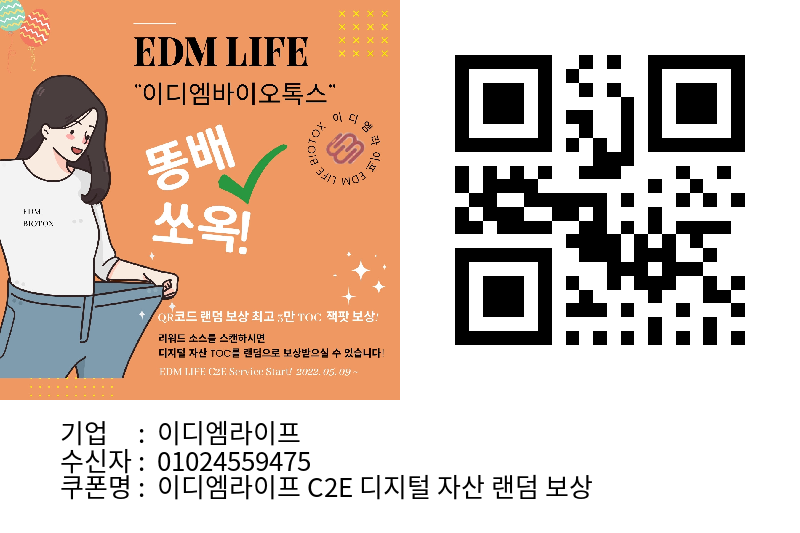 EDM LIFE
"이디엠바이오톡스"
이디엠라이프 EDM LIFE BIOTOX
똥배
쏘옥!
EDM
BIOTOX
QR코드 랜덤 보상 최고 5만 TOC 잭팟 보상!
리워드 소스를 스캔하시면
디지털 자산 TOC를 랜덤으로 보상받으실 수 있습니다!
EDM LIFE C2E Service Start! 2022. 05. 09 ~
기업 : 이디엠라이프
수신자 : 01024559475
쿠폰명 : 이디엠라이프 C2E 디지털 자산 랜덤 보상